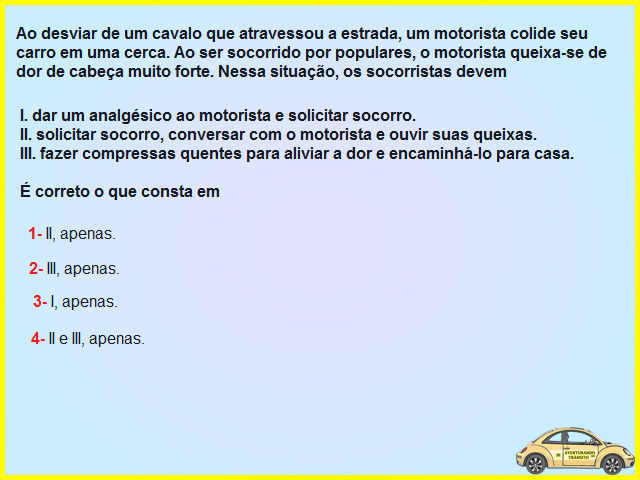 Ao desviar de um cavalo que atravessou a estrada, um motorista colide seu
carro em uma cerca. Ao ser socorrido por populares, o motorista queixa-se de
dor de cabeça muito forte. Nessa situação, os socorristas devem
I. dar um analgésico ao motorista e solicitar socorro.
II. solicitar socorro, conversar com o motorista e ouvir suas queixas.
III. fazer compressas quentes para aliviar a dor e encaminhá-lo para casa.
É correto o que consta em
1- II, apenas.
2- III, apenas.
3- I, apenas.
4- II e III, apenas.
AVENTURANDO
TRÂNSITO